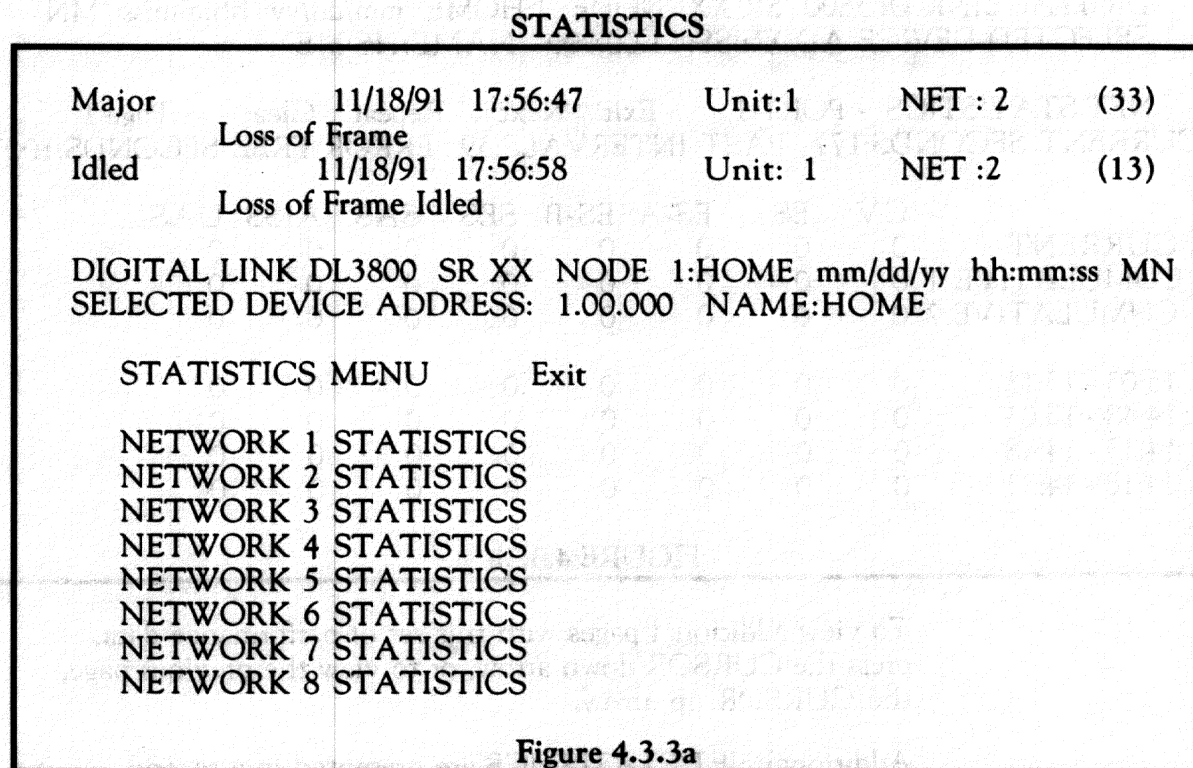 STATISTICS
Major 11/18/91 17:56:47 Unit:1 NET : 2 (33)
Loss of Frame
Idled 11/18/91 17:56:58 Unit: 1 NET :2 (13)
Loss of Frame Idled
DIGITAL LINK DL3800 SR XX NODE 1:HOME mm/dd/yy hh:mm:ss MN
SELECTED DEVICE ADDRESS: 1.00.000 NAME:HOME
STATISTICS MENU Exit
NETWORK 1 STATISTICS
NETWORK 2 STATISTICS
NETWORK 3 STATISTICS
NETWORK 4 STATISTICS
NETWORK 5 STATISTICS
NETWORK 6 STATISTICS
NETWORK 7 STATISTICS
NETWORK 8 STATISTICS
Figure 4.3.3a